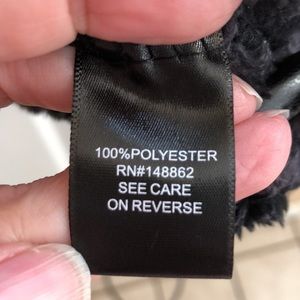 100%POLYESTER
RN#148862
SEE CARE
ON REVERSE